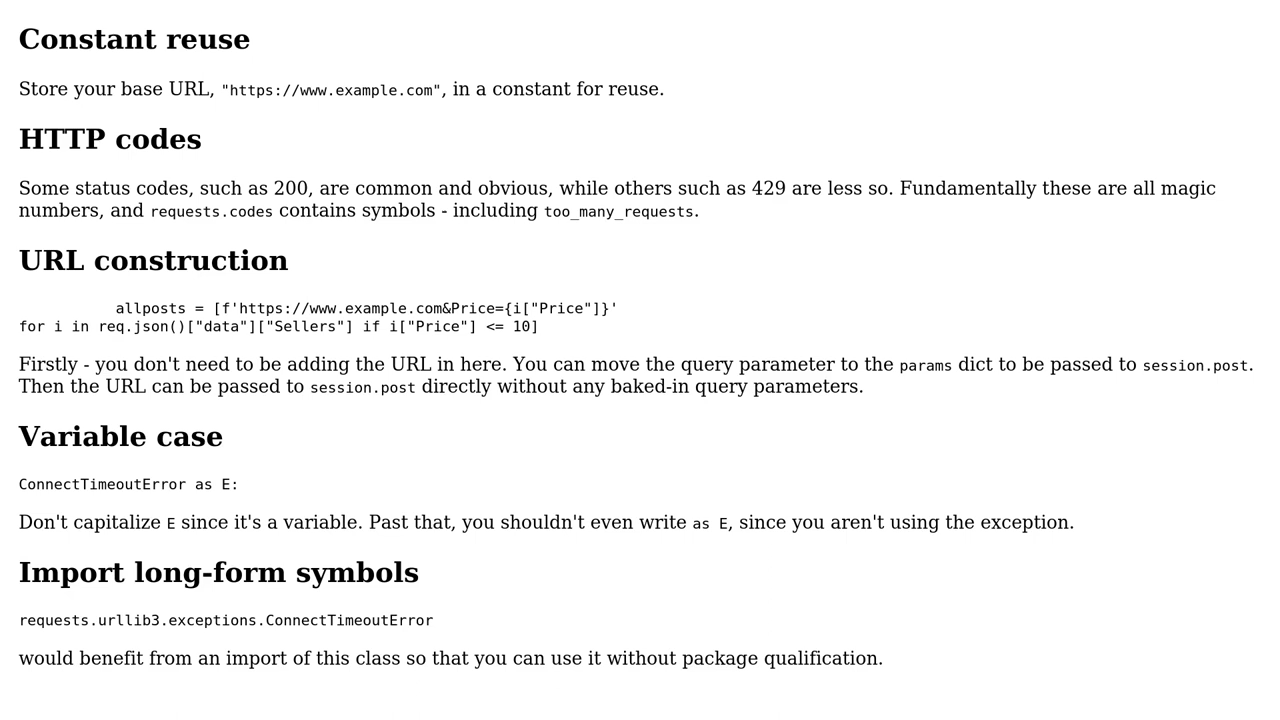 Constant reuse
Store your base URL, "https://www.example.com", in a constant for reuse.
HTTP codes
Some status codes, such as 200, are common and obvious, while others such as 429 are less so. Fundamentally these are all magic
numbers, and requests.codes contains symbols - including too_many_requests.
URL construction
allposts = [f'https://www.example.com&Price={i["Price"]}'
for i in req.json()["data"]["Sellers"] if i["Price"] <= 10]
Firstly - you don't need to be adding the URL in here. You can move the query parameter to the params dict to be passed to session.post.
Then the URL can be passed to session.post directly without any baked-in query parameters.
Variable case
ConnectTimeoutError as E:
Don't capitalize E since it's a variable. Past that, you shouldn't even write as E, since you aren't using the exception.
Import long-form symbols
requests.urllib3.exceptions.ConnectTimeoutError
would benefit from an import of this class so that you can use it without package qualification.